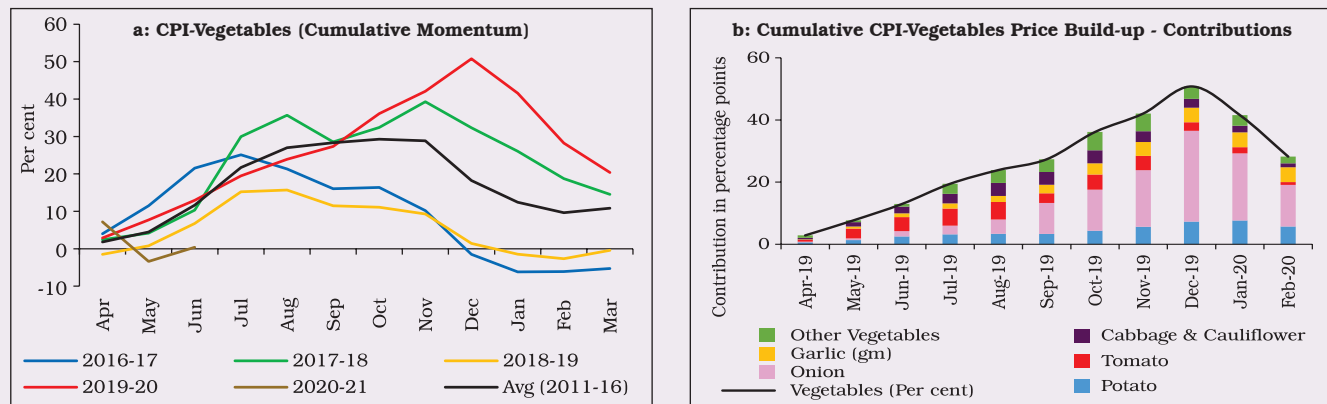 a: CPI-Vegetables (Cumulative Momentum)
Per cent
60
50
40
30
20
10
0
-10
Apr
May
Jun
Jul
Aug
Sep
Oct
Nov
Dec
Jan
Feb
Mar
2016-17
2017-18
2018-19
2019-20
2020-21
Avg (2011-16)
b: Cumulative CPI-Vegetables Price Build-up - Contributions
Contribution in percentage points
60
40
20
0
Apr-19
May-19
Jun-19
Jul-19
Aug-19
Sep-19
Oct-19
Nov-19
Dec-19
Jan-20
Feb-20
Other Vegetables
Cabbage & Cauliflower
Garlic (gm)
Tomato
Onion
Potato
Vegetables (Per cent)